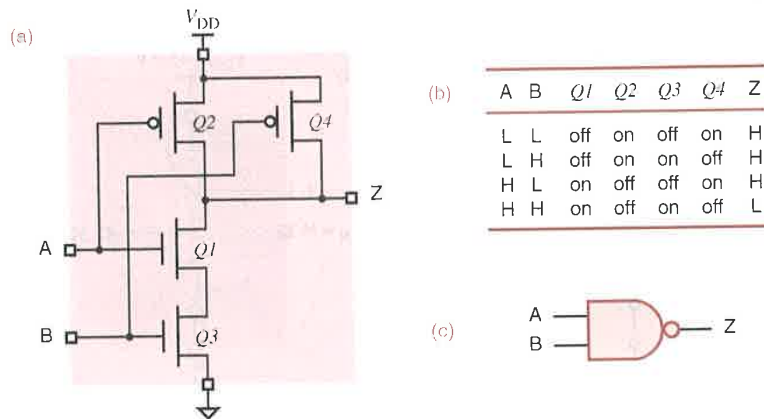 (a)
V_DD
Q2
Q4
Z
A
Q1
B
Q3
(b)
A B Q1 Q2 Q3 Q4 Z
L L off on off on H
L H off on on off H
H L on off off on H
H H on off on off L
(c)
A
B
Z